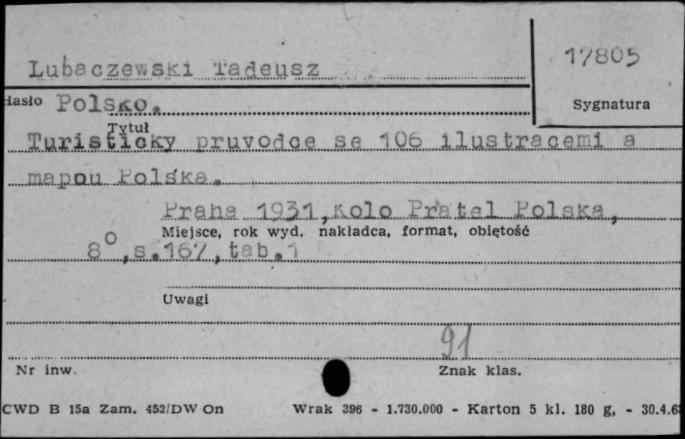 17805
Lubaczewski Tadeusz
Hasło Polsko.
Sygnatura
Tytuł
Turisticky pruvodce se 106 ilustracemi a
mapou Polska.
Praha 1931, Kolo Pratel Polska,
Miejsce, rok wyd. nakładca, format, objętość
8°, s.167, tab.1
Uwagi
91
Nr inw.
Znak klas.
CWD B 15a Zam. 452/DW On Wrak 396 - 1.730.000 - Karton 5 kl. 180 g, - 30.4.6